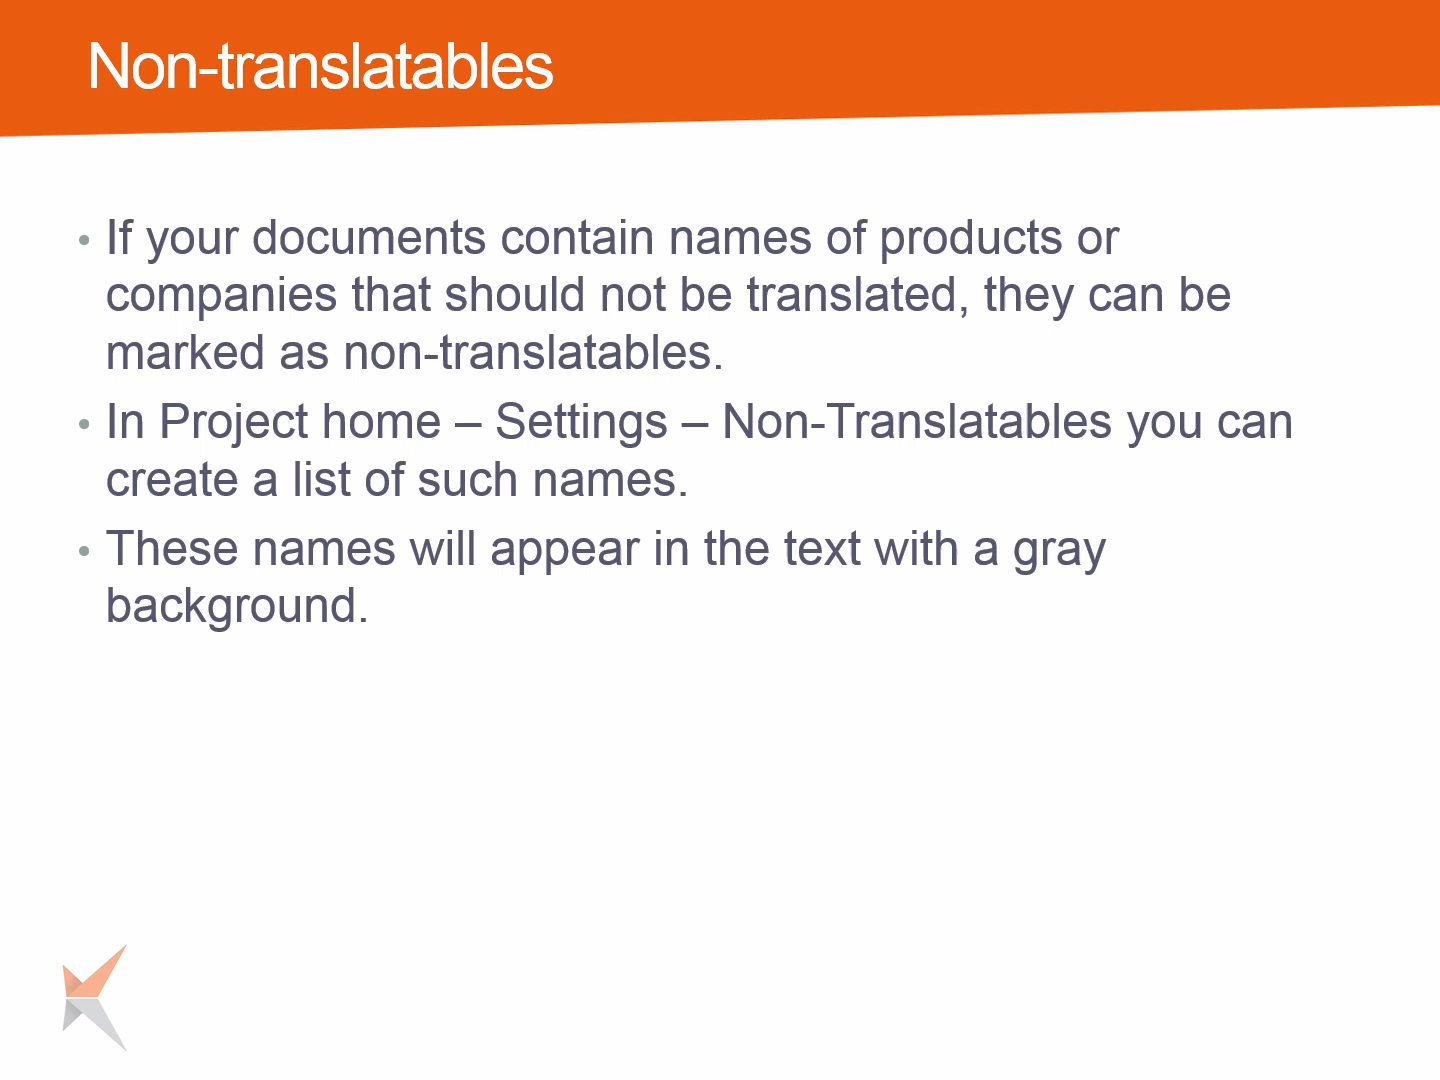 Non-translatables
• If your documents contain names of products or
companies that should not be translated, they can be
marked as non-translatables.
• In Project home – Settings – Non-Translatables you can
create a list of such names.
• These names will appear in the text with a gray
background.